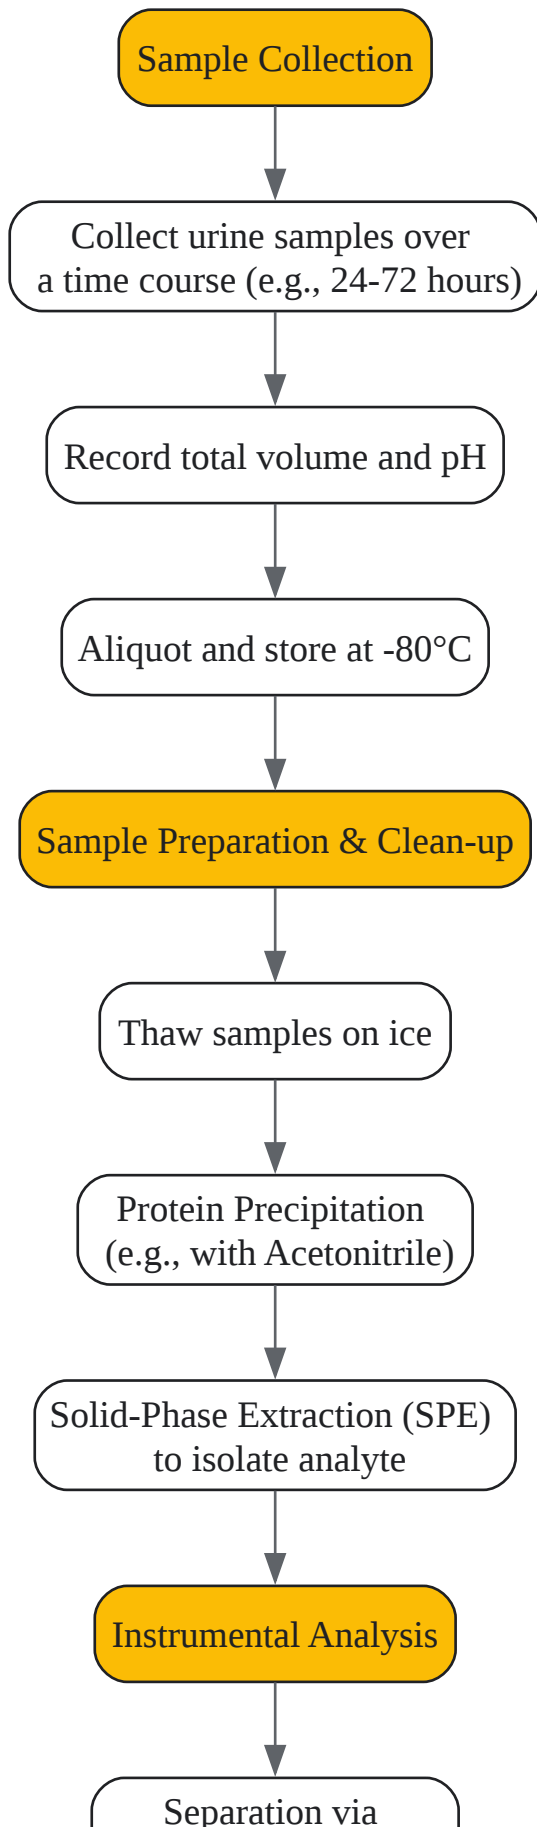 Sample Collection
Collect urine samples over
a time course (e.g., 24-72 hours)
Record total volume and pH
Aliquot and store at -80°C
Sample Preparation & Clean-up
Thaw samples on ice
Protein Precipitation
(e.g., with Acetonitrile)
Solid-Phase Extraction (SPE)
to isolate analyte
Instrumental Analysis
Separation via